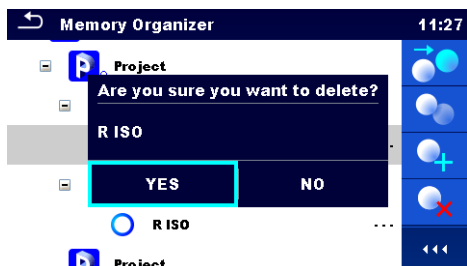 Memory Organizer
11:27
Project
Are you sure you want to delete?
R ISO
YES
NO
R ISO
...
Project